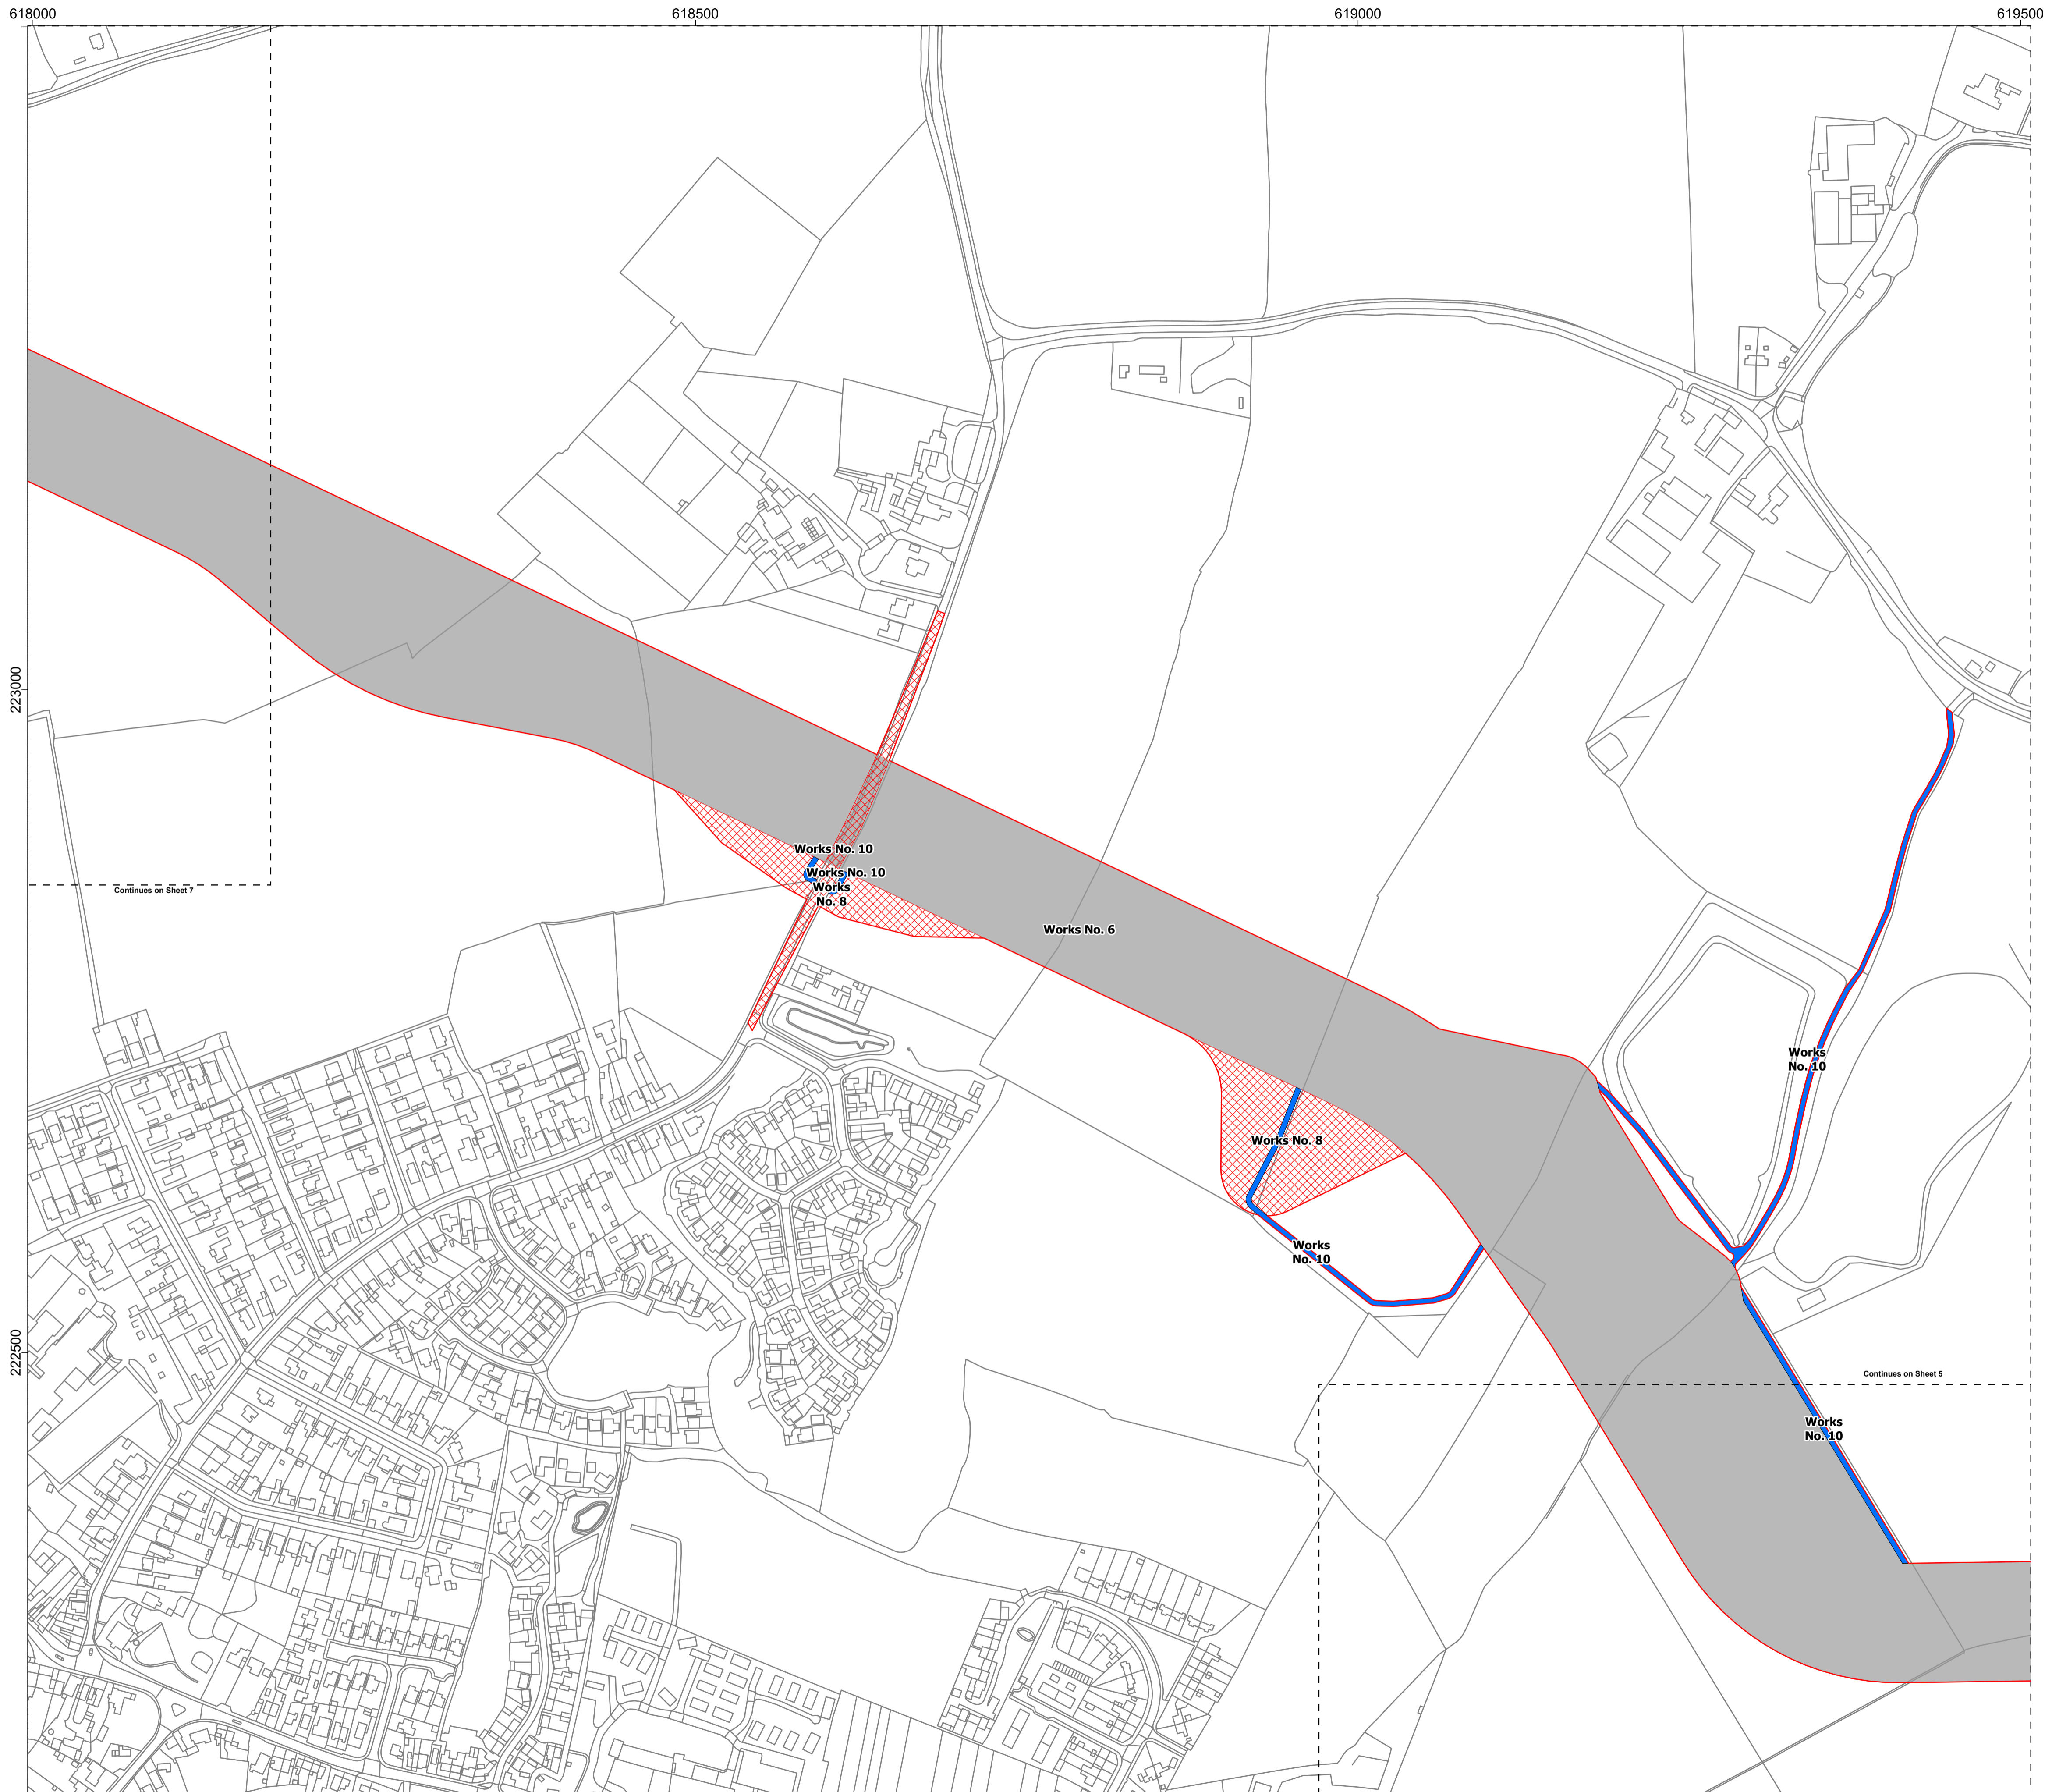 618000
618500
619000
619500
223000
Works No. 10
Works No. 10
Works
No. 8
Continues on Sheet 7
Works No. 6
Works
No. 10
Works No. 8
Works
No. 10
222500
Continues on Sheet 5
Works
No. 10